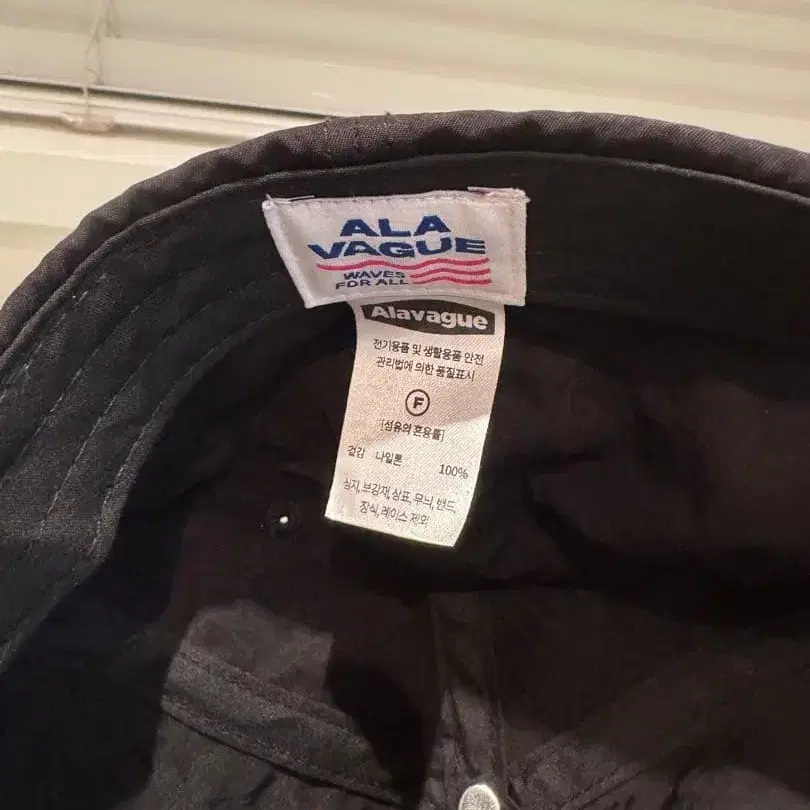 ALA
VAGUE
WAVES
FOR ALL
Alavague
전기용품 및 생활용품 안전
관리법에 의한 품질표시
F
[섬유의 혼용률]
겉감 나일론 100%
심지, 보강재, 상표, 무늬, 밴드,
장식, 레이스 제외